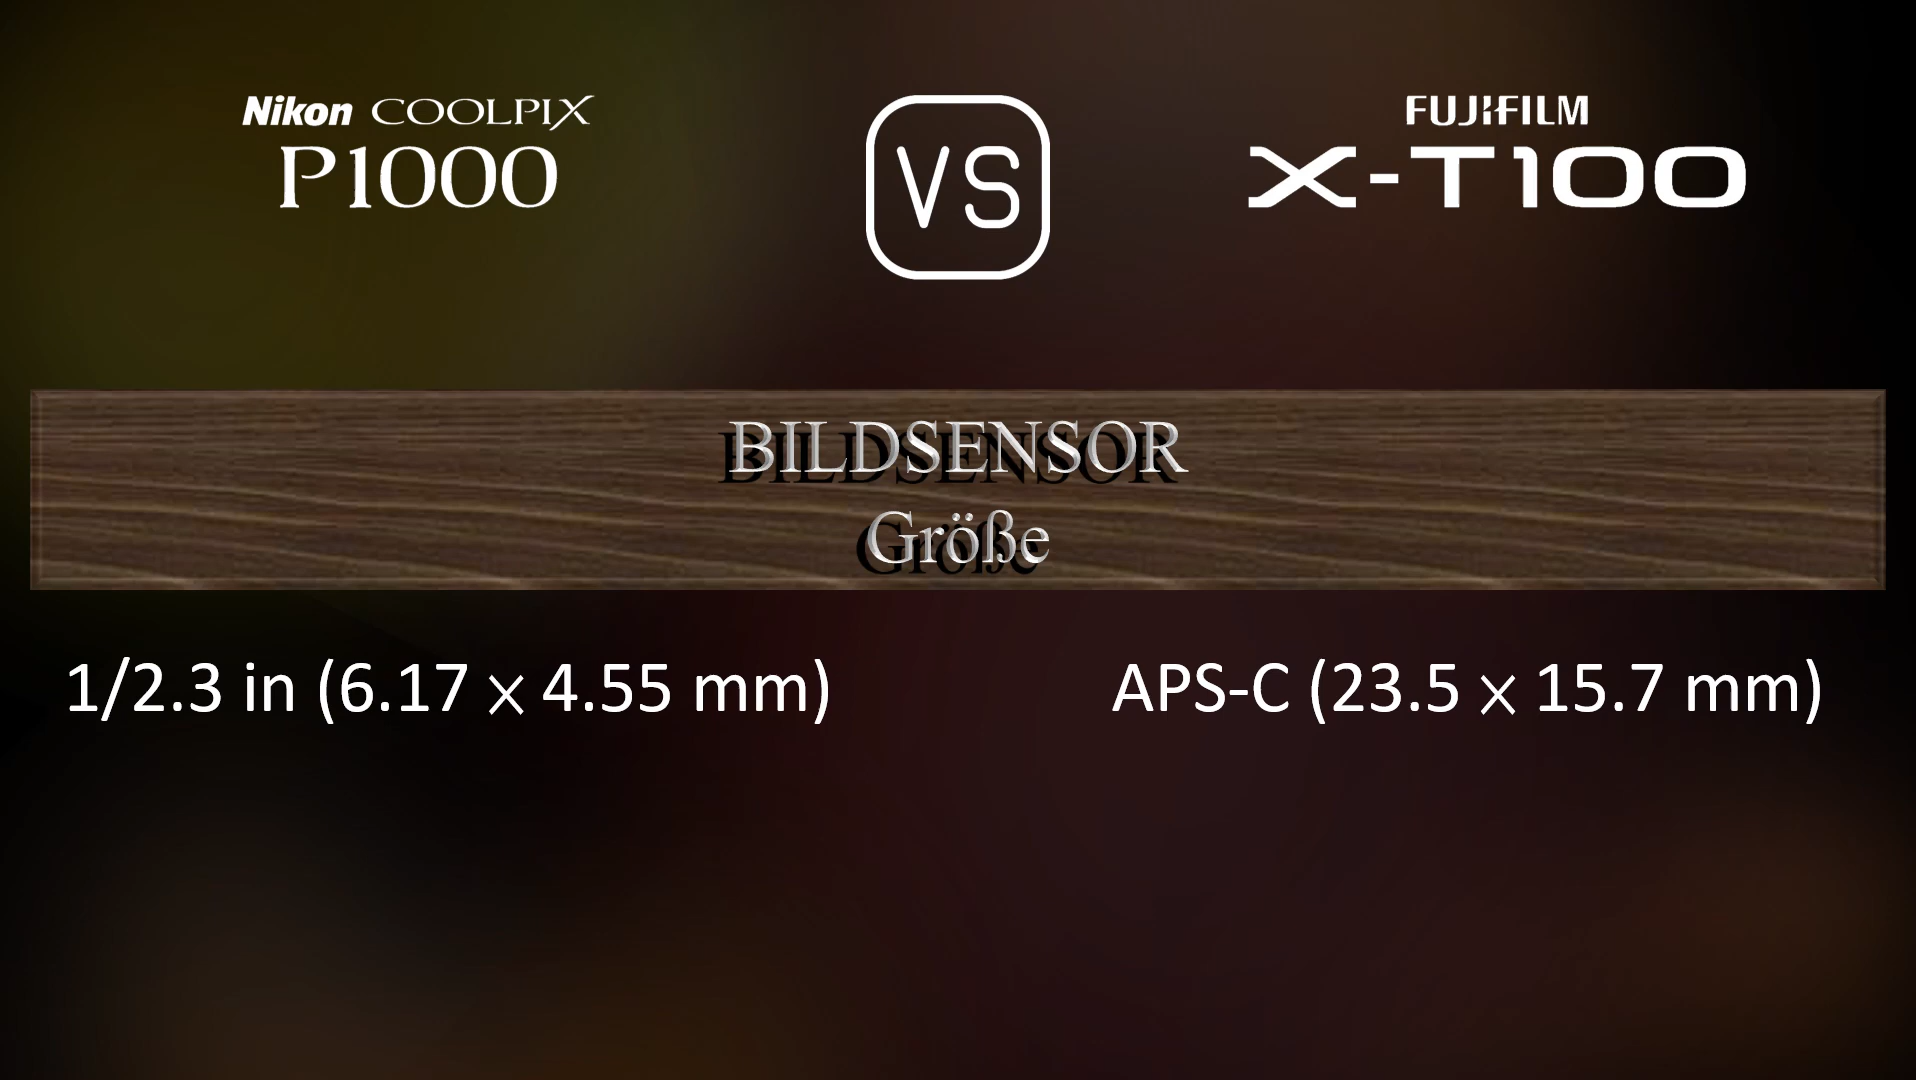 Nikon COOLPIX
P1000
VS
FUJIFILM
X-T100
BILDSENSOR
Größe
1/2.3 in (6.17 x 4.55 mm)
APS-C (23.5 x 15.7 mm)